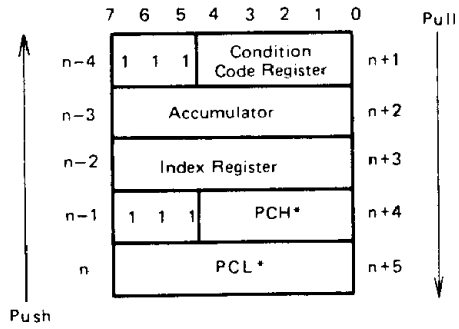 7 6 5 4 3 2 1 0
Pull
n-4 1 1 1 Condition Code Register n+1
n-3 Accumulator n+2
n-2 Index Register n+3
n-1 1 1 1 PCH* n+4
n PCL* n+5
Push